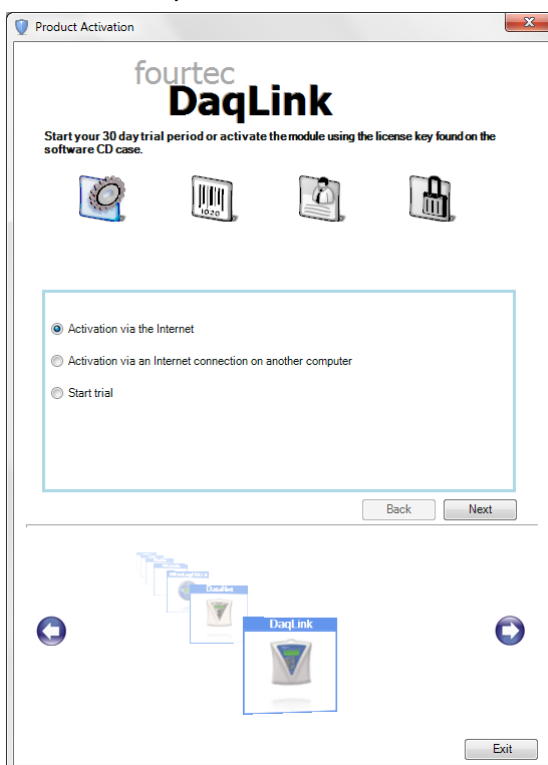 Product Activation
fourtec
DaqLink
Start your 30 day trial period or activate the module using the license key found on the
software CD case.
1020
Activation via the Internet
Activation via an Internet connection on another computer
Start trial
Back
Next
DaqLink
Exit